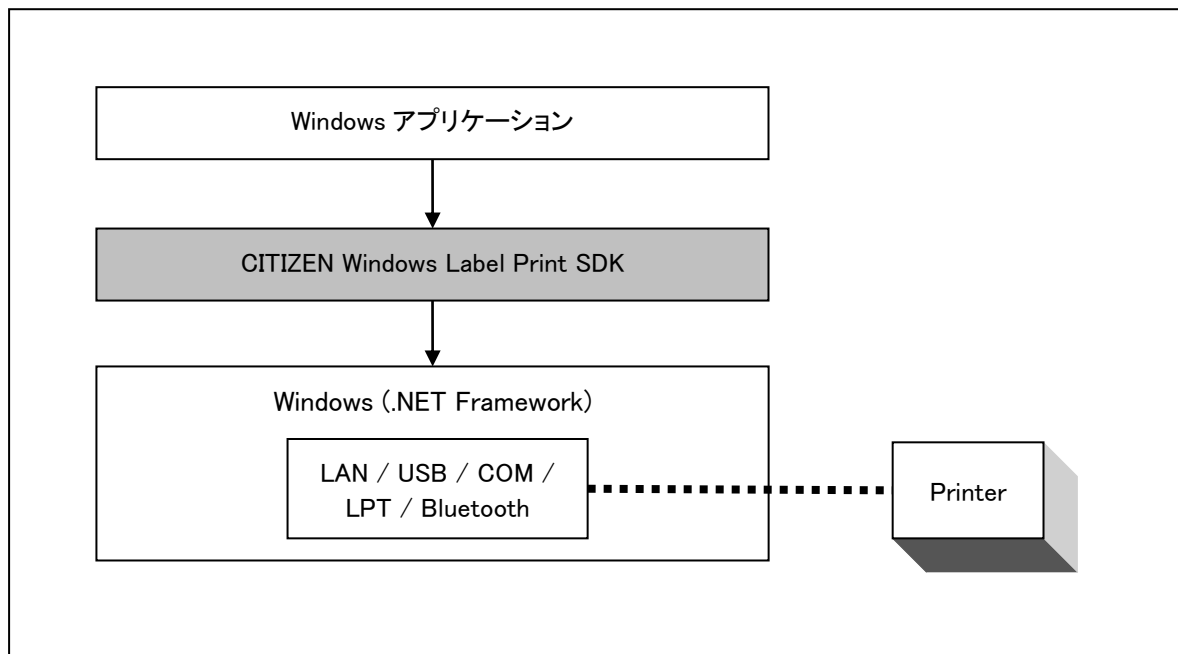 Windows アプリケーション
CITIZEN Windows Label Print SDK
Windows (.NET Framework)
LAN / USB / COM /
LPT / Bluetooth
Printer